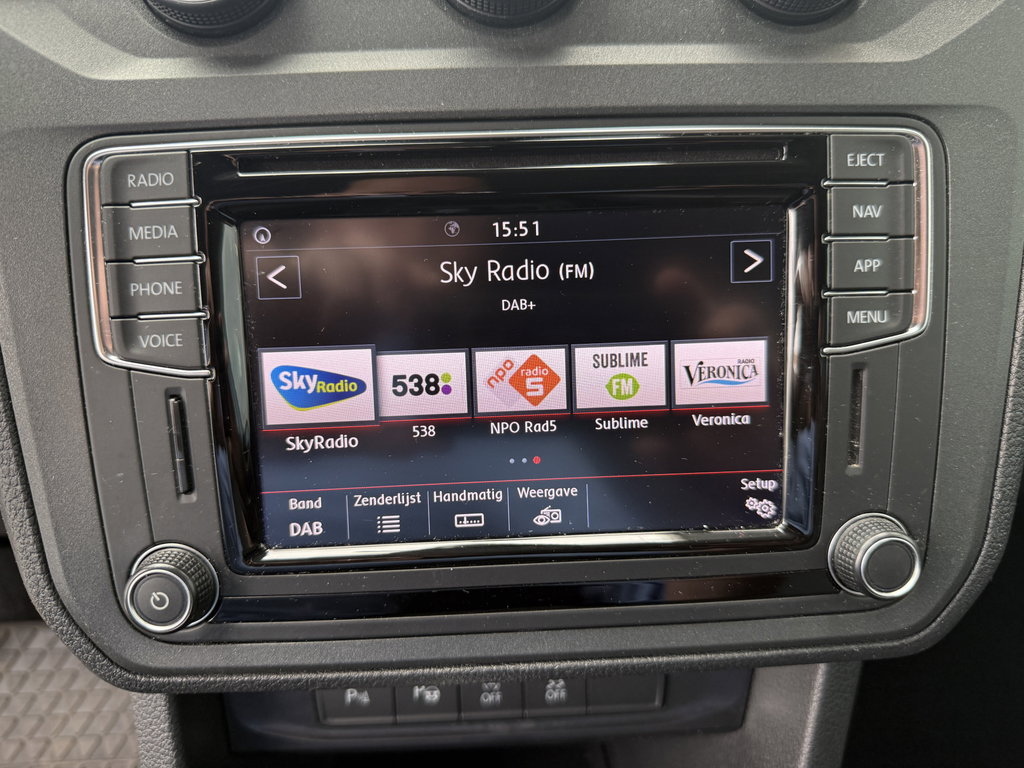 RADIO
MEDIA
PHONE
VOICE
EJECT
NAV
APP
MENU
15:51
< Sky Radio (FM) >
DAB+
Sky Radio
538
npo radio 5
SUBLIME
FM
RADIO
VERONICA
SkyRadio
538
NPO Rad5
Sublime
Veronica
Band
DAB
Zenderlijst
Handmatig
Weergave
Setup
P
OFF
OFF